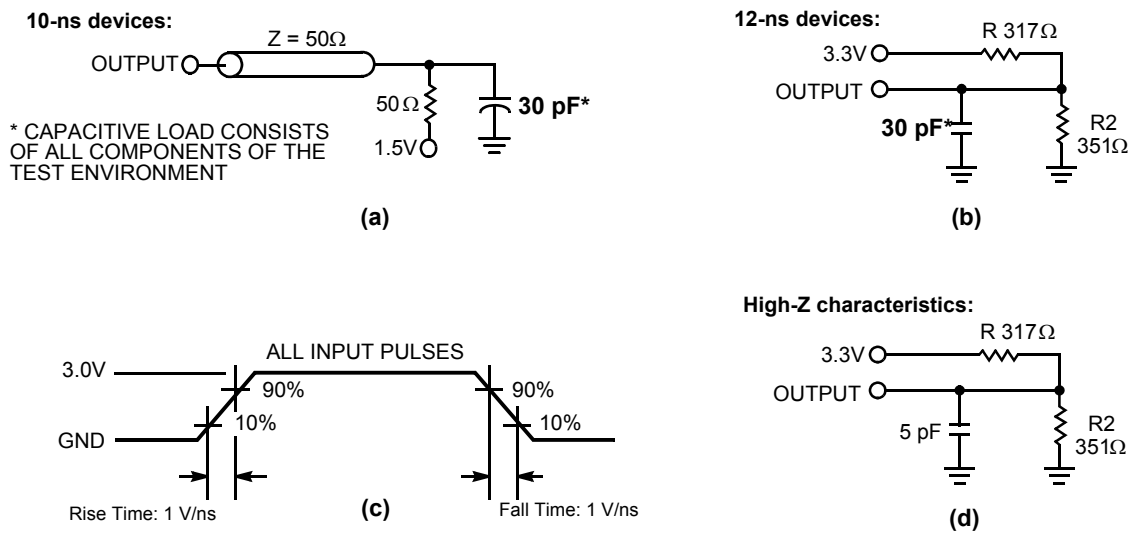 10-ns devices:
Z = 50Ω
OUTPUT
50Ω
30 pF*
1.5V
* CAPACITIVE LOAD CONSISTS
OF ALL COMPONENTS OF THE
TEST ENVIRONMENT
(a)
12-ns devices:
R 317Ω
3.3V
OUTPUT
30 pF*
R2
351Ω
(b)
3.0V
ALL INPUT PULSES
90%
90%
10%
10%
GND
Rise Time: 1 V/ns
(c)
Fall Time: 1 V/ns
High-Z characteristics:
R 317Ω
3.3V
OUTPUT
5 pF
R2
351Ω
(d)